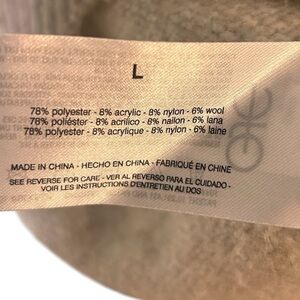 L
78% polyester - 8% acrylic - 8% nylon - 6% wool
78% poliéster - 8% acrílico - 8% nailon - 6% lana
78% polyester - 8% acrylique - 8% nylon - 6% laine
MADE IN CHINA - HECHO EN CHINA - FABRIQUÉ EN CHINE
SEE REVERSE FOR CARE - VER AL REVERSO PARA EL CUIDADO -
VOIR LES INSTRUCTIONS D'ENTRETIEN AU DOS